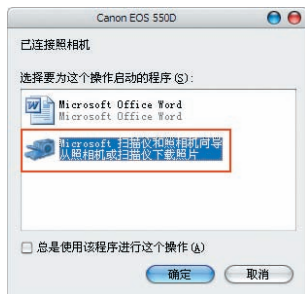 Canon EOS 550D
已连接照相机
选择要为这个操作启动的程序(S):
Microsoft Office Word
Microsoft Office Word
Microsoft 扫描仪和照相机向导
从照相机或扫描仪下载照片
总是使用该程序进行这个操作(A)
确定
取消